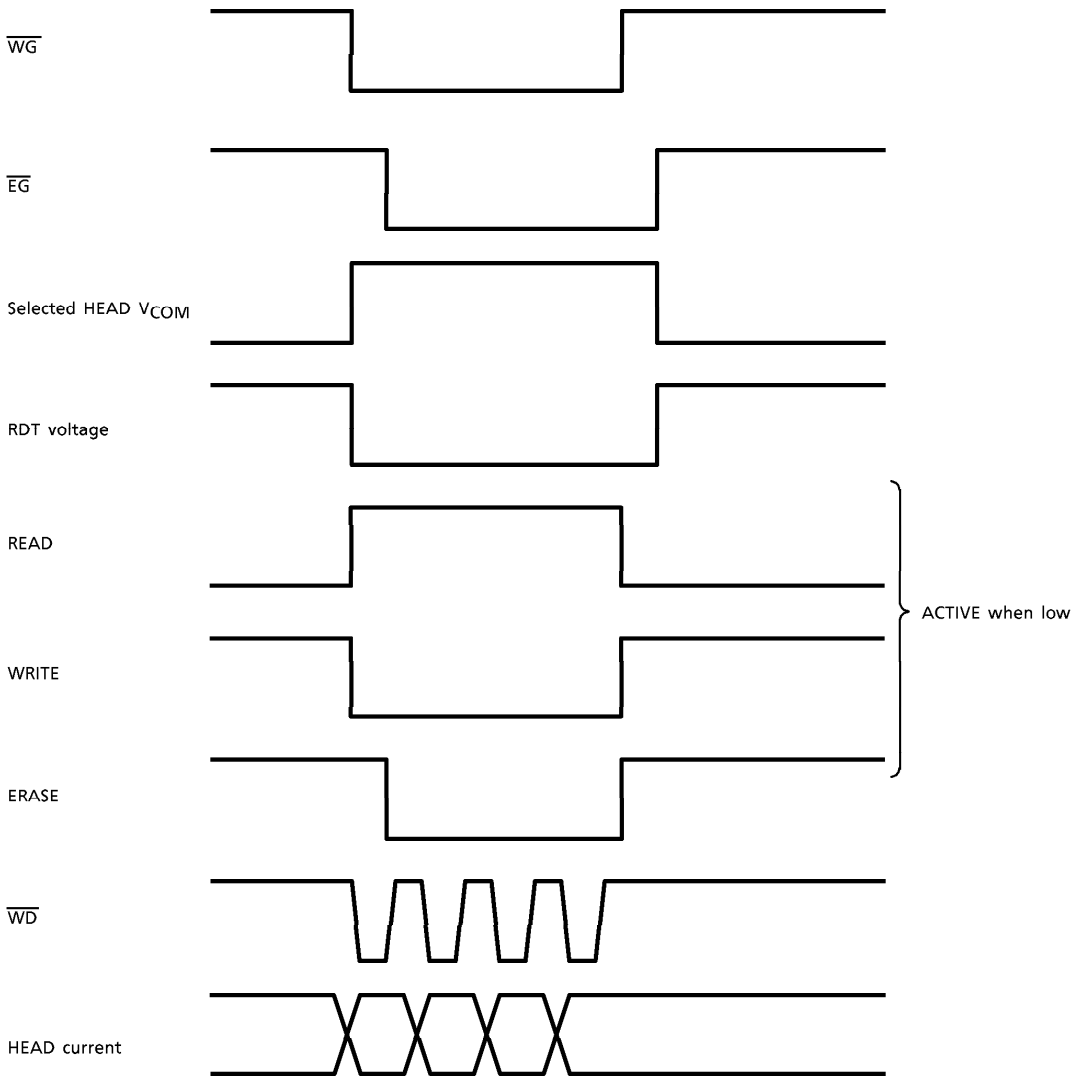 WG
EG
Selected HEAD VCOM
RDT voltage
READ
ACTIVE when low
WRITE
ERASE
WD
HEAD current